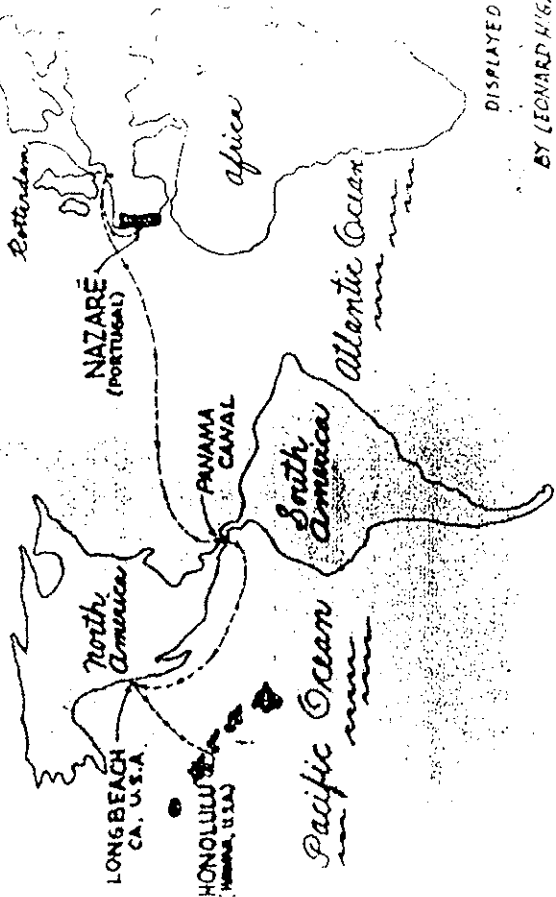 Rotterdam
NAZARÉ
(PORTUGAL)
africa
North
america
PANAMA
CANAL
LONGBEACH
CA, U.S.A.
HONOLULU
U.S.A.)
South
america
Atlantic Ocean
Pacific Ocean
DISPLAYED
BY LEONARD